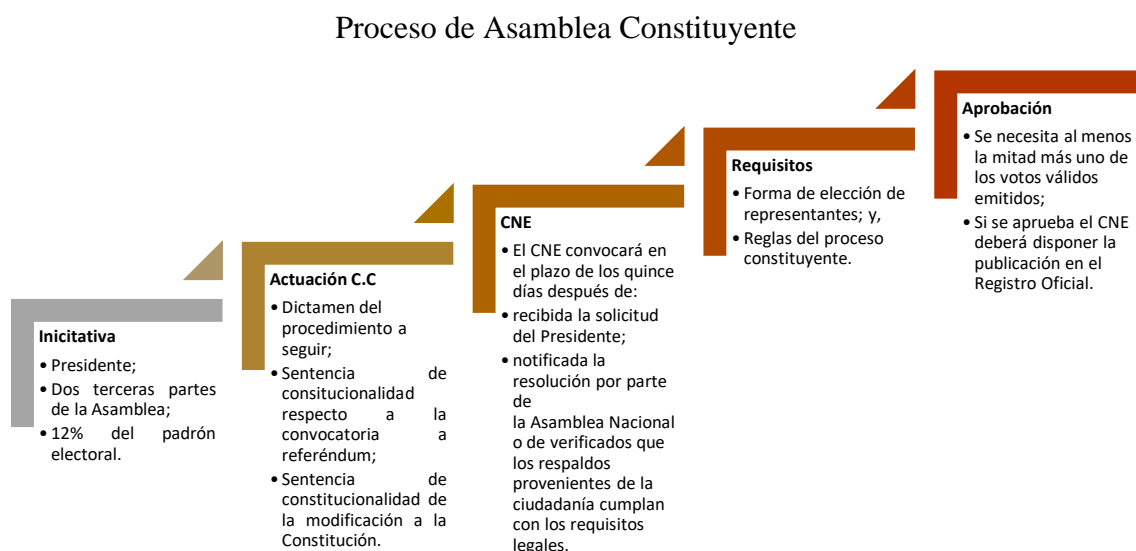 Proceso de Asamblea Constituyente
Inicitativa
• Presidente;
• Dos terceras partes
de la Asamblea;
• 12% del padrón
electoral.
Actuación C.C
• Dictamen del
procedimiento a
seguir;
• Sentencia de
consitucionalidad
respecto a la
convocatoria a
referéndum;
• Sentencia de
constitucionalidad de
la modificación a la
Constitución.
CNE
• El CNE convocará en
el plazo de los quince
días después de:
• recibida la solicitud
del Presidente;
• notificada la
resolución por parte
de
la Asamblea Nacional
o de verificados que
los respaldos
provenientes de la
ciudadanía cumplan
con los requisitos
legales.
Requisitos
• Forma de elección de
representantes; y,
• Reglas del proceso
constituyente.
Aprobación
• Se necesita al menos
la mitad más uno de
los votos válidos
emitidos;
• Si se aprueba el CNE
deberá disponer la
publicación en el
Registro Oficial.